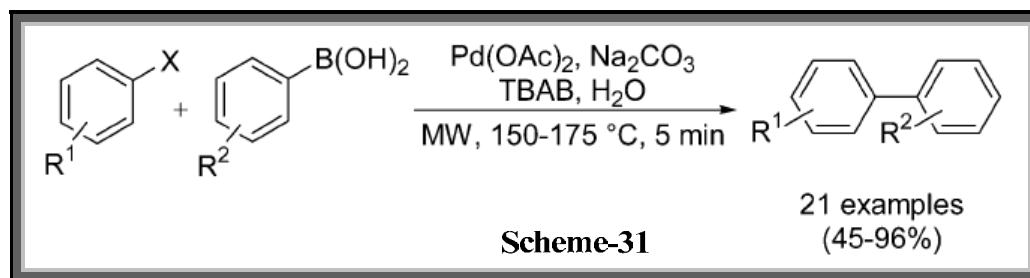 X
B(OH)₂
+
R¹
R²
Pd(OAc)₂, Na₂CO₃
TBAB, H₂O
MW, 150-175 °C, 5 min
R¹
R²
21 examples
(45-96%)
Scheme-31